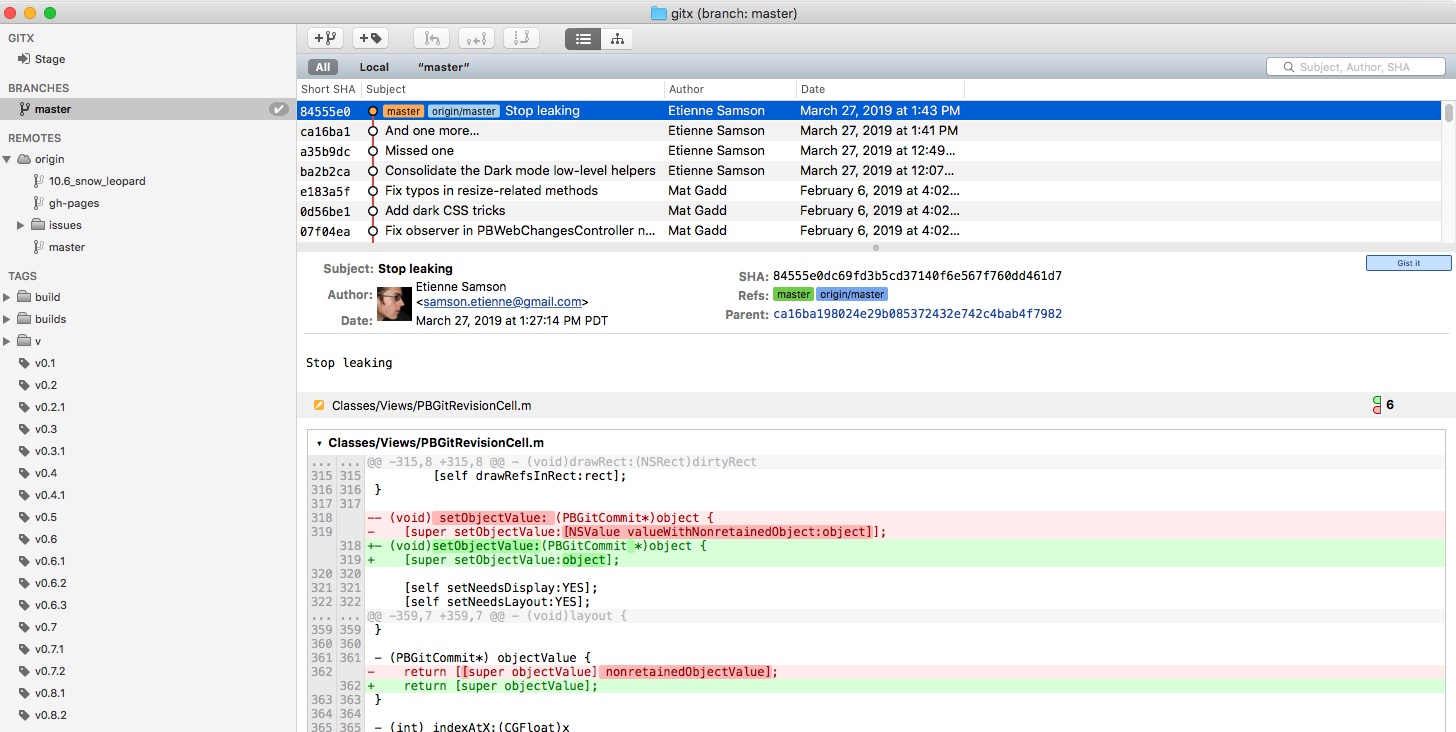 gitx (branch: master)
GITX
Stage
BRANCHES
master
REMOTES
origin
10.6_snow_leopard
gh-pages
issues
master
TAGS
build
builds
v
v0.1
v0.2
v0.2.1
v0.3
v0.3.1
v0.4
v0.4.1
v0.5
v0.6
v0.6.1
v0.6.2
v0.6.3
v0.7
v0.7.1
v0.7.2
v0.8.1
v0.8.2
All Local “master” Subject, Author, SHA
Short SHA Subject Author Date
84555e0 master origin/master Stop leaking Etienne Samson March 27, 2019 at 1:43 PM
ca16ba1 And one more... Etienne Samson March 27, 2019 at 1:41 PM
a35b9dc Missed one Etienne Samson March 27, 2019 at 12:49...
ba2b2ca Consolidate the Dark mode low-level helpers Etienne Samson March 27, 2019 at 12:07...
e183a5f Fix typos in resize-related methods Mat Gadd February 6, 2019 at 4:02...
0d56be1 Add dark CSS tricks Mat Gadd February 6, 2019 at 4:02...
07f04ea Fix observer in PBWebChangesController n... Mat Gadd February 6, 2019 at 4:02...
Gist it
Subject: Stop leaking
Author: Etienne Samson
<samson.etienne@gmail.com>
Date: March 27, 2019 at 1:27:14 PM PDT
SHA: 84555e0dc69fd3b5cd37140f6e567f760dd461d7
Refs: master origin/master
Parent: ca16ba198024e29b085372432e742c4bab4f7982
Stop leaking
Classes/Views/PBGitRevisionCell.m 6
Classes/Views/PBGitRevisionCell.m
... ... @@ -315,8 +315,8 @@ - (void)drawRect:(NSRect)dirtyRect
315 315 [self drawRefsInRect:rect];
316 316 }
317 317
318 -- (void) setObjectValue: (PBGitCommit*)object {
319 - [super setObjectValue:[NSValue valueWithNonretainedObject:object]];
318 +- (void)setObjectValue:(PBGitCommit *)object {
319 + [super setObjectValue:object];
320 320
321 321 [self setNeedsDisplay:YES];
322 322 [self setNeedsLayout:YES];
... ... @@ -359,7 +359,7 @@ - (void)layout {
359 359 }
360 360
361 361 - (PBGitCommit*) objectValue {
362 - return [[super objectValue] nonretainedObjectValue];
362 + return [super objectValue];
363 363 }
364 364
365 365 - (int) indexAtX:(CGFloat)x